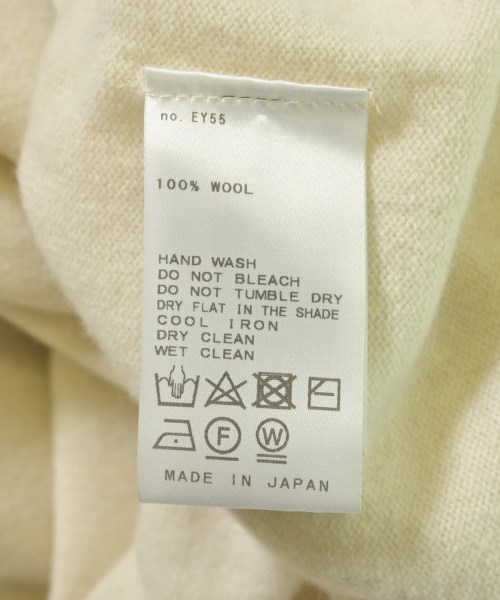 no. EY55
100% WOOL
HAND WASH
DO NOT BLEACH
DO NOT TUMBLE DRY
DRY FLAT IN THE SHADE
COOL IRON
DRY CLEAN
WET CLEAN
F W
MADE IN JAPAN